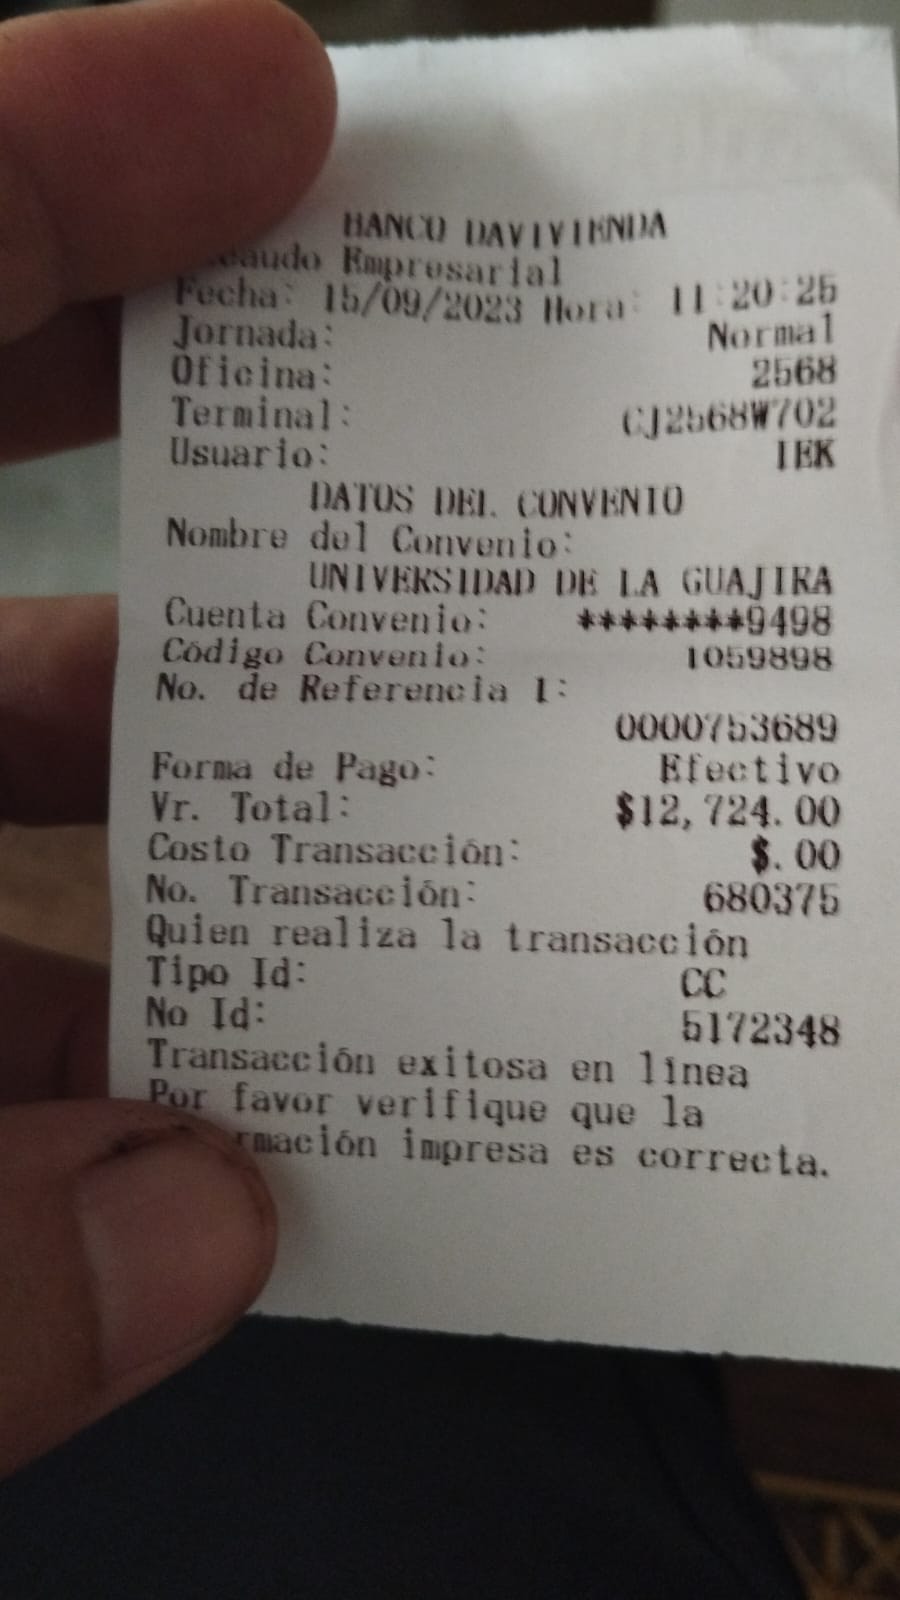 BANCO DAVIVIENDA
Empresarial
Fecha: 15/09/2023 Hora: 11:20:25
Jornada: Normal
Oficina: 2568
Terminal: CJ2568W702
Usuario: IEK
DATOS DEL CONVENIO
Nombre del Convenio:
UNIVERSIDAD DE LA GUAJIRA
Cuenta Convenio: ********9498
Código Convenio: 1059898
No. de Referencia 1:
0000753689
Forma de Pago: Efectivo
Vr. Total: $12,724.00
Costo Transacción: $.00
No. Transacción: 680375
Quien realiza la transacción
Tipo Id: CC
No Id: 5172348
Transacción exitosa en línea
Por favor verifique que la
impresa es correcta.